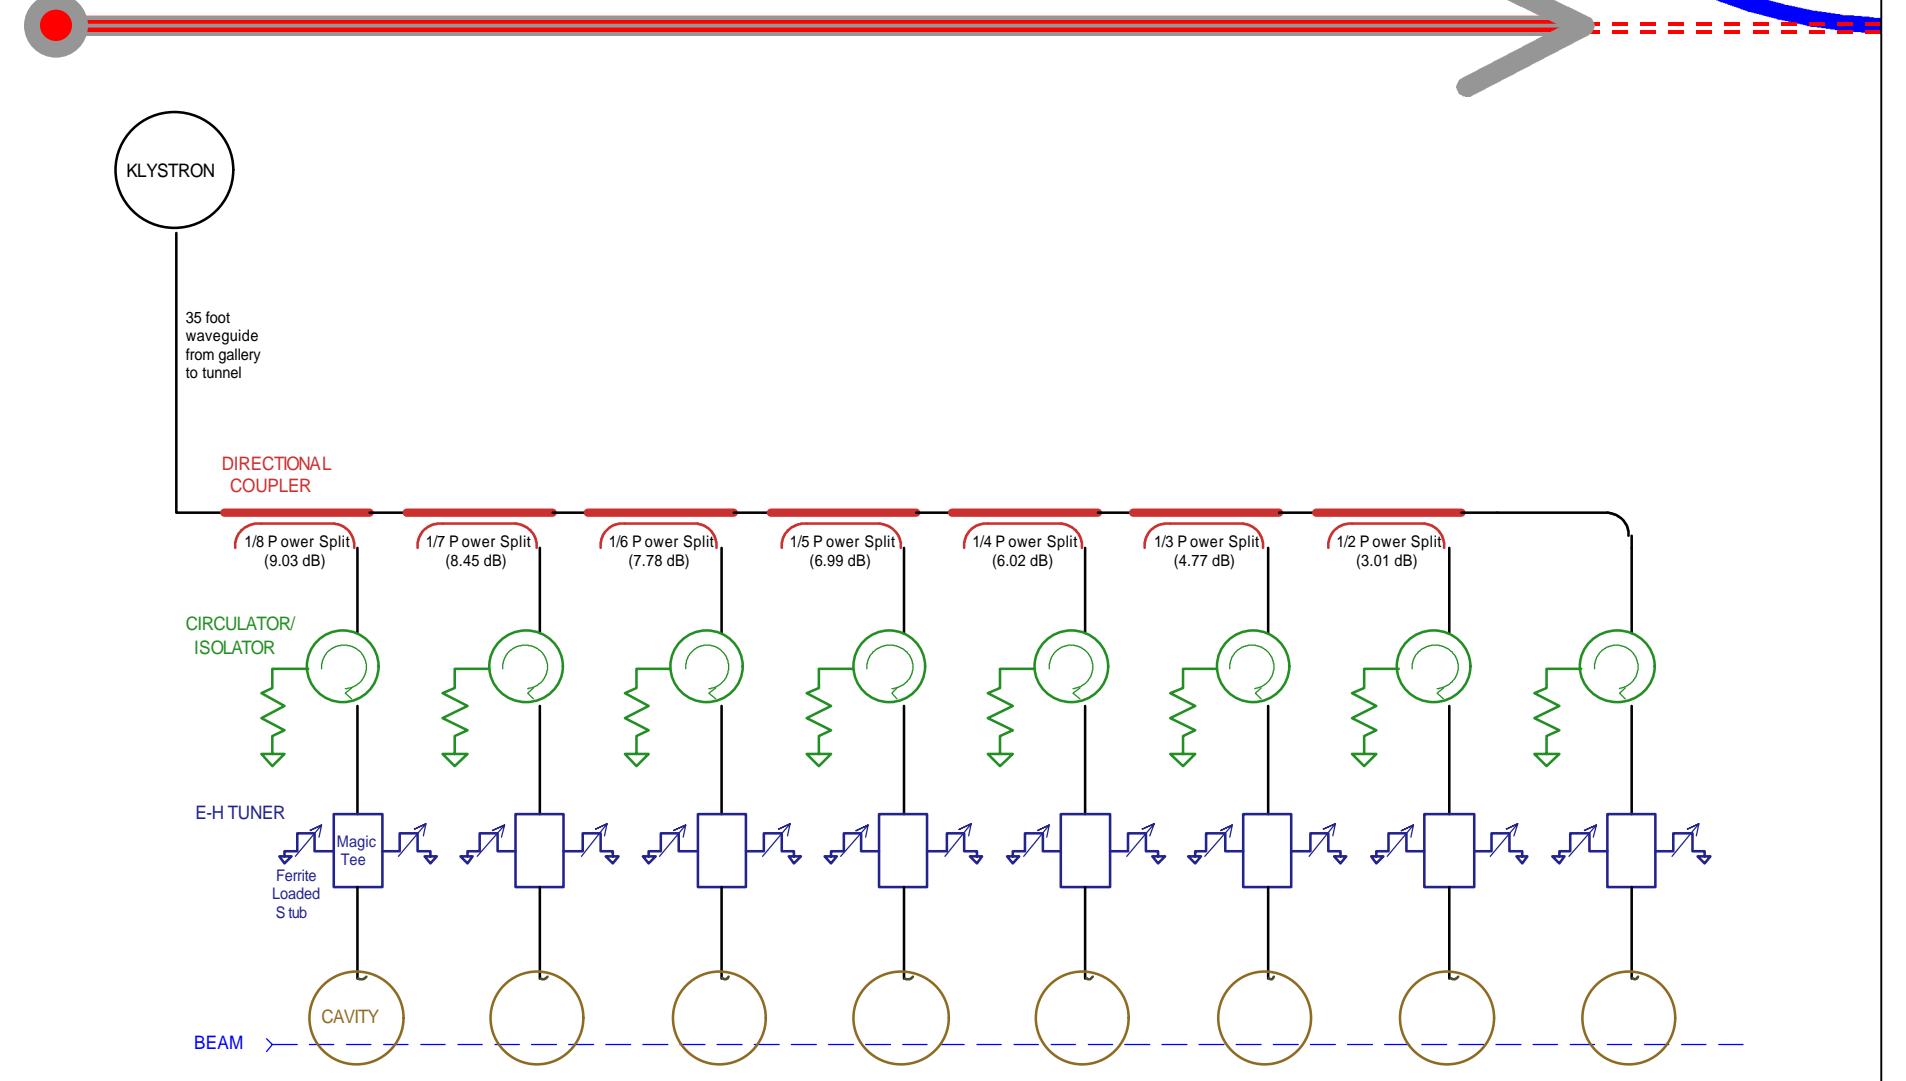 KLYSTRON
35 foot
waveguide
from gallery
to tunnel
DIRECTIONAL
COUPLER
1/8 Power Split
(9.03 dB)
1/7 Power Split
(8.45 dB)
1/6 Power Split
(7.78 dB)
1/5 Power Split
(6.99 dB)
1/4 Power Split
(6.02 dB)
1/3 Power Split
(4.77 dB)
1/2 Power Split
(3.01 dB)
CIRCULATOR/
ISOLATOR
E-H TUNER
Magic
Tee
Ferrite
Loaded
Stub
CAVITY
BEAM